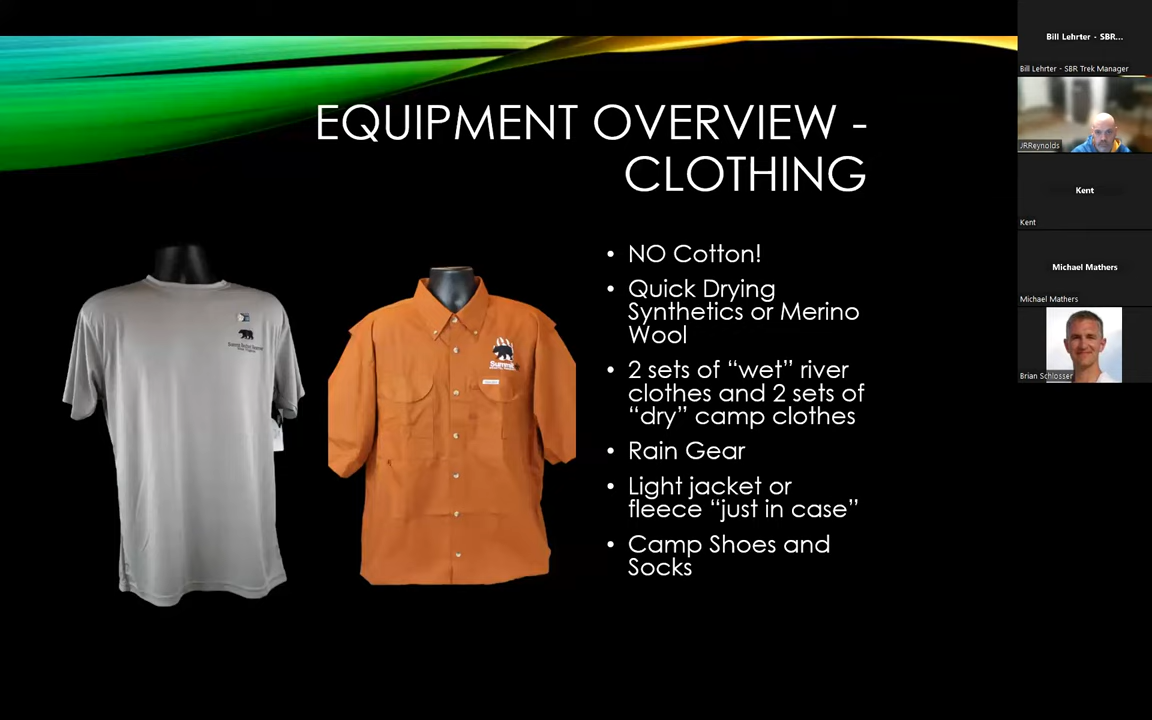 EQUIPMENT OVERVIEW -
CLOTHING
• NO Cotton!
• Quick Drying
Synthetics or Merino
Wool
• 2 sets of “wet” river
clothes and 2 sets of
“dry” camp clothes
• Rain Gear
• Light jacket or
fleece “just in case”
• Camp Shoes and
Socks
Summit
Bill Lehrter - SBR...
Bill Lehrter - SBR Trek Manager
JRReynolds
Kent
Kent
Michael Mathers
Michael Mathers
Brian Schlosser